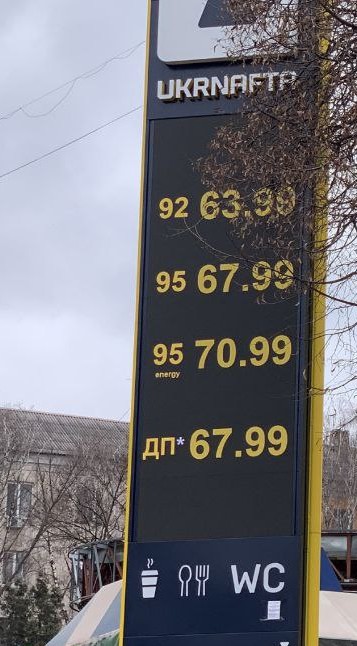 UKRNAFTA
92 63.99
95 67.99
95 70.99
energy
ДП* 67.99
WC